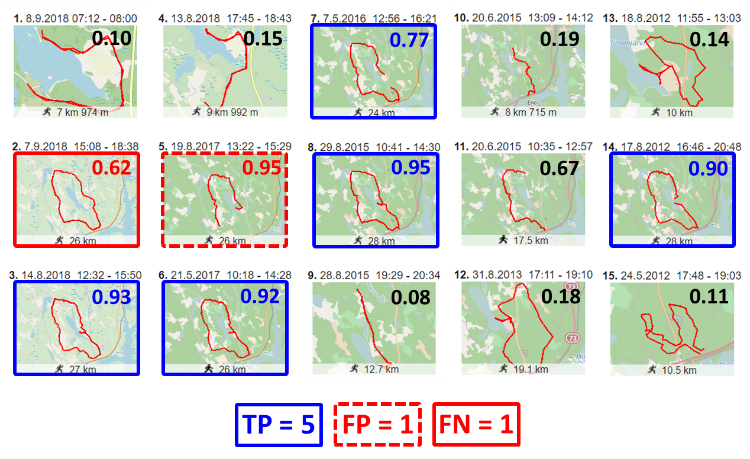 1. 8.9.2018 07:12 - 08:00
4. 13.8.2018 17:45 - 18:43
7. 7.5.2016 12:56 - 16:21
10. 20.6.2015 13:09 - 14:12
13. 18.8.2012 11:55 - 13:03
0.10
0.15
0.77
0.19
0.14
Eno
7 km 974 m
9 km 992 m
24 km
8 km 715 m
10 km
2. 7.9.2018 15:08 - 18:38
5. 19.8.2017 13:22 - 15:29
8. 29.8.2015 10:41 - 14:30
11. 20.6.2015 10:35 - 12:57
14. 17.8.2012 16:46 - 20:48
0.62
0.95
0.95
0.67
0.90
26 km
26 km
28 km
17.5 km
28 km
3. 14.8.2018 12:32 - 15:50
6. 21.5.2017 10:18 - 14:28
9. 28.8.2015 19:29 - 20:34
12. 31.8.2013 17:11 - 19:10
15. 24.5.2012 17:48 - 19:03
0.93
0.92
0.08
0.18
0.11
73
73
27 km
26 km
12.7 km
19.1 km
10.5 km
TP = 5
FP = 1
FN = 1